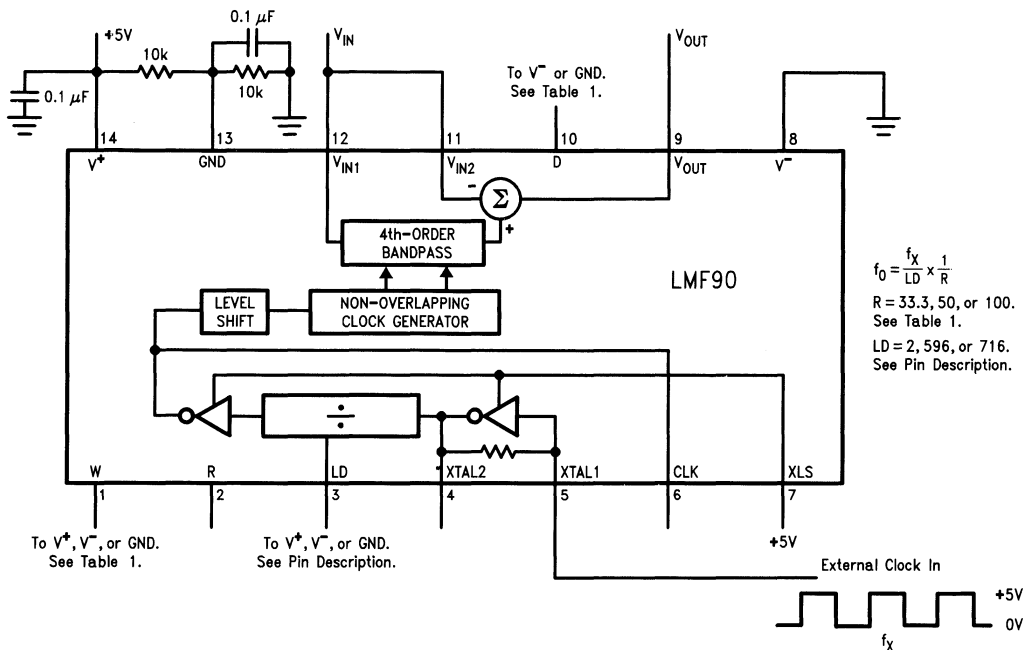 +5V
10k
0.1 μF
0.1 μF
10k
V_IN
To V⁻ or GND.
See Table 1.
V_OUT
14
13
12
11
10
9
8
V⁺
GND
V_IN1
V_IN2
D
V_OUT
V⁻
-
Σ
+
4th-ORDER
BANDPASS
LMF90
LEVEL
SHIFT
NON-OVERLAPPING
CLOCK GENERATOR
f_O = f_X/LD x 1/R
R = 33.3, 50, or 100.
See Table 1.
LD = 2, 596, or 716.
See Pin Description.
÷
W
R
LD
XTAL2
XTAL1
CLK
XLS
1
2
3
4
5
6
7
To V⁺, V⁻, or GND.
See Table 1.
To V⁺, V⁻, or GND.
See Pin Description.
+5V
External Clock In
+5V
0V
f_X